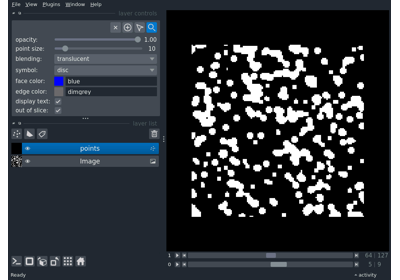 File View Plugins Window Help
layer controls
opacity: 1.00
point size: 10
blending: translucent
symbol: disc
face color: blue
edge color: dimgrey
display text:
out of slice:
layer list
points
Image
1 64 127
0 5 9
Ready activity